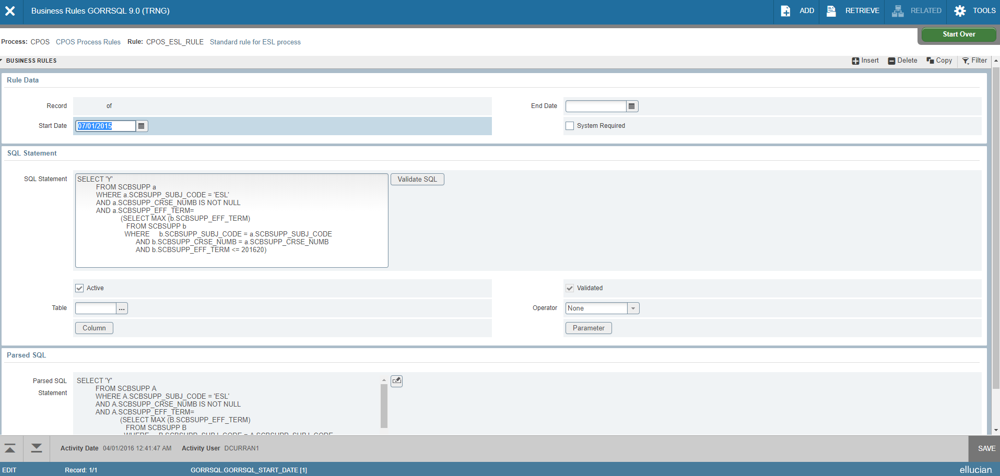 Business Rules GORRSQL 9.0 (TRNG)
ADD
RETRIEVE
RELATED
TOOLS
Process: CPOS CPOS Process Rules Rule: CPOS_ESL_RULE Standard rule for ESL process
Start Over
BUSINESS RULES
Insert
Delete
Copy
Filter
Rule Data
Record of
End Date
Start Date 07/01/2015
System Required
SQL Statement
SQL Statement
SELECT 'Y'
FROM SCBSUPP a
WHERE a.SCBSUPP_SUBJ_CODE = 'ESL'
AND a.SCBSUPP_CRSE_NUMB IS NOT NULL
AND a.SCBSUPP_EFF_TERM=
(SELECT MAX (b.SCBSUPP_EFF_TERM)
FROM SCBSUPP b
WHERE b.SCBSUPP_SUBJ_CODE = a.SCBSUPP_SUBJ_CODE
AND b.SCBSUPP_CRSE_NUMB = a.SCBSUPP_CRSE_NUMB
AND b.SCBSUPP_EFF_TERM <= 201620)
Validate SQL
Active
Validated
Table ...
Operator None
Column
Parameter
Parsed SQL
Parsed SQL
Statement
SELECT 'Y'
FROM SCBSUPP A
WHERE A.SCBSUPP_SUBJ_CODE = 'ESL'
AND A.SCBSUPP_CRSE_NUMB IS NOT NULL
AND A.SCBSUPP_EFF_TERM=
(SELECT MAX (B.SCBSUPP_EFF_TERM)
FROM SCBSUPP B
WHERE B.SCBSUPP_SUBJ_CODE = A.SCBSUPP_SUBJ_CODE
Activity Date 04/01/2016 12:41:47 AM Activity User DCURRAN1
SAVE
EDIT
Record: 1/1
GORRSQL.GORRSQL_START_DATE [1]
ellucian